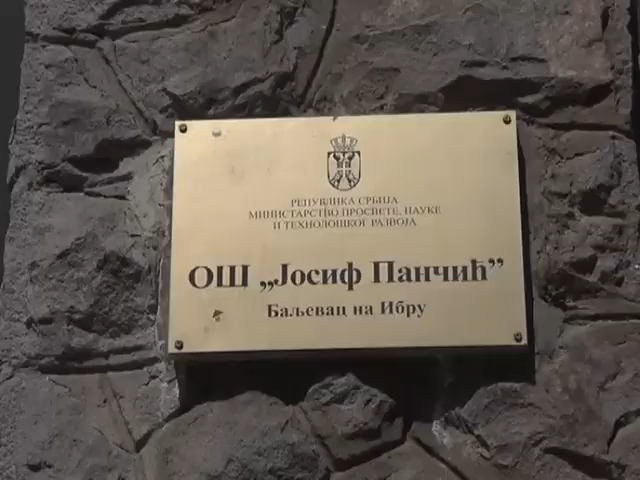 РЕПУБЛИКА СРБИЈА
МИНИСТАРСТВО ПРОСВЕТЕ, НАУКЕ
И ТЕХНОЛОШКОГ РАЗВОЈА
ОШ „Јосиф Панчић”
Баљевац на Ибру